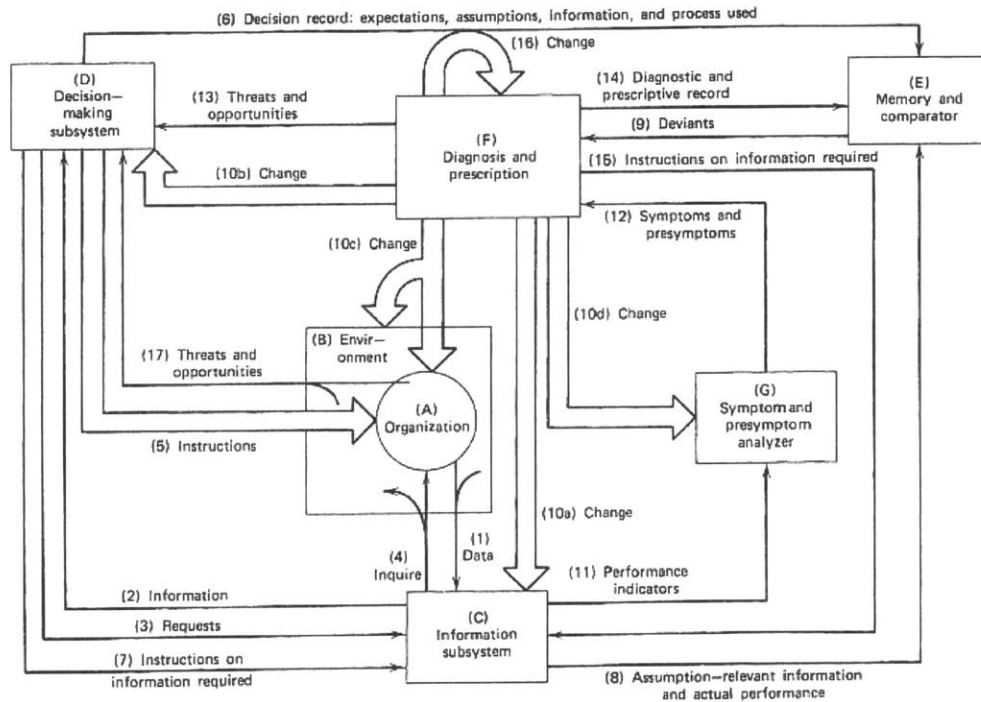 (6) Decision record: expectations, assumptions, information, and process used
(16) Change
(D)
Decision—
making
subsystem
(13) Threats and
opportunities
(14) Diagnostic and
prescriptive record
(E)
Memory and
comparator
(9) Deviants
(F)
Diagnosis and
prescription
(10b) Change
(15) Instructions on information required
(12) Symptoms and
presymptoms
(10c) Change
(10d) Change
(B) Envir—
onment
(17) Threats and
opportunities
(A)
Organization
(G)
Symptom and
presymptom
analyzer
(5) Instructions
(10a) Change
(1)
Data
(4)
Inquire
(11) Performance
indicators
(2) Information
(3) Requests
(C)
Information
subsystem
(7) Instructions on
information required
(8) Assumption—relevant information
and actual performance